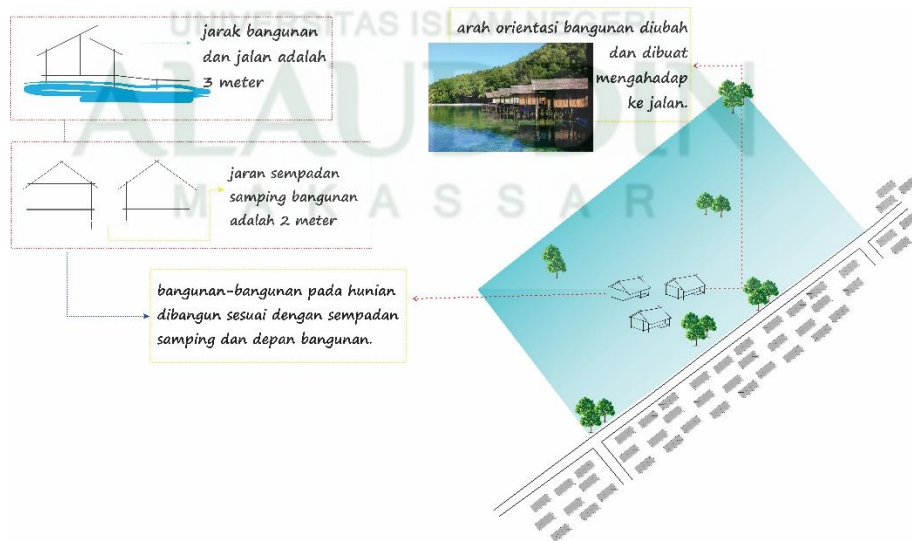 UNIVERSITAS ISLAM NEGERI
ALAUDDIN
MAKASSAR
jarak bangunan
dan jalan adalah
3 meter
arah orientasi bangunan diubah
dan dibuat
mengahadap
ke jalan.
jaran sempadan
samping bangunan
adalah 2 meter
bangunan-bangunan pada hunian
dibangun sesuai dengan sempadan
samping dan depan bangunan.